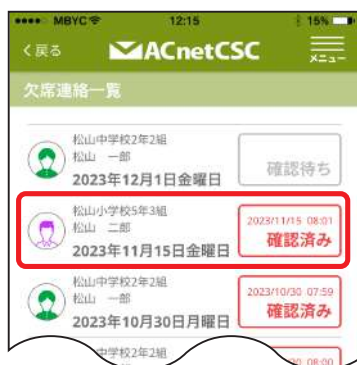 MBYC 12:15 15%
く戻る ACnetCSC メニュー
欠席連絡一覧
松山中学校2年2組
松山 一郎
2023年12月1日金曜日
確認待ち
松山小学校5年3組
松山 二郎
2023年11月15日金曜日
2023/11/15 08:01
確認済み
松山中学校2年2組
松山 一郎
2023年10月30日月曜日
2023/10/30 07:59
確認済み
中学校2年2組